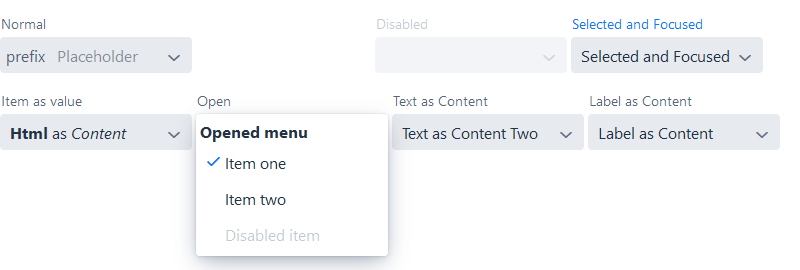 Normal
Disabled
Selected and Focused
prefix Placeholder
Selected and Focused
Item as value
Open
Text as Content
Label as Content
Html as Content
Opened menu
Text as Content Two
Label as Content
Item one
Item two
Disabled item